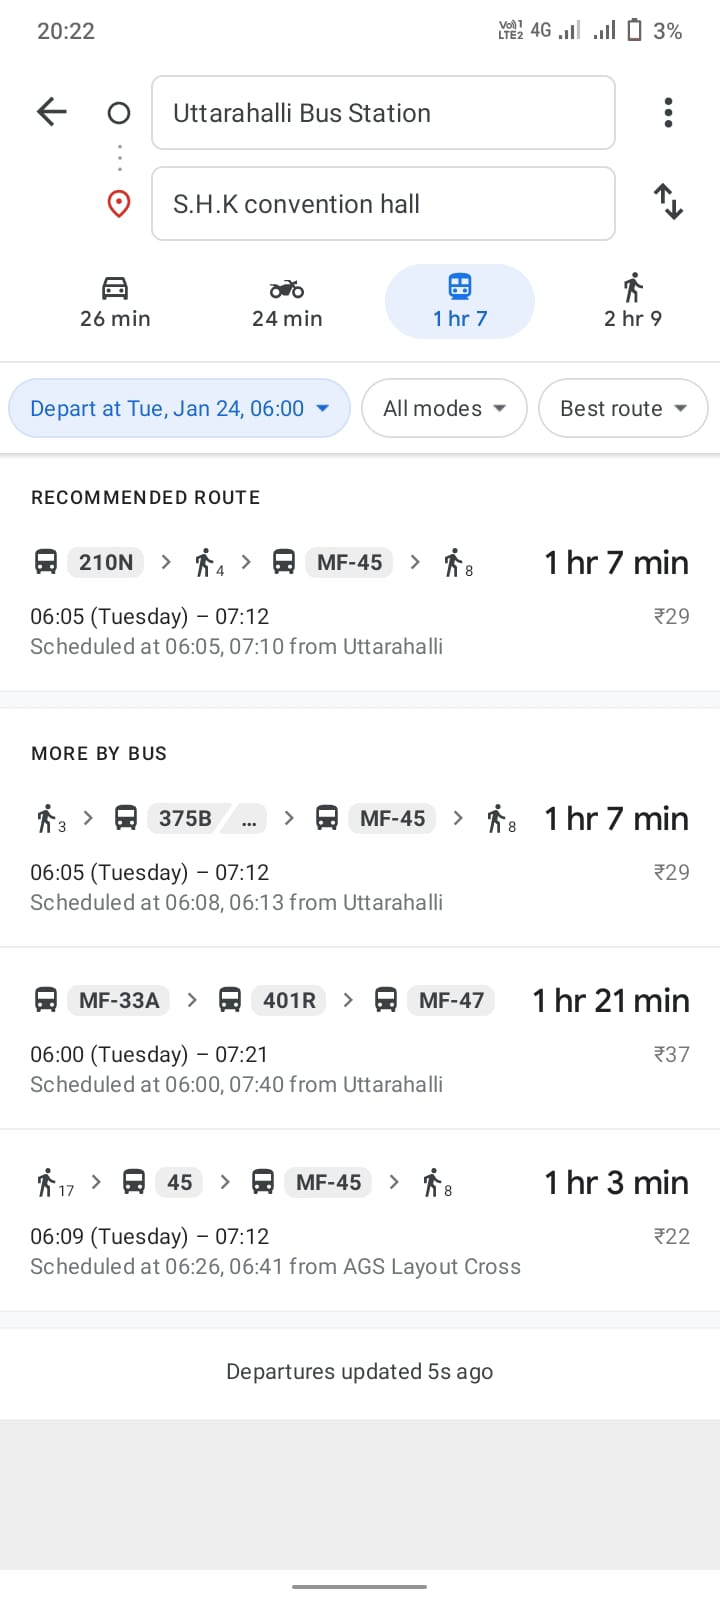 20:22 Vo)) 1 LTE2 4G 3%
Uttarahalli Bus Station
S.H.K convention hall
26 min 24 min 1 hr 7 2 hr 9
Depart at Tue, Jan 24, 06:00 All modes Best route
RECOMMENDED ROUTE
210N > 4 > MF-45 > 8 1 hr 7 min
06:05 (Tuesday) – 07:12 ₹29
Scheduled at 06:05, 07:10 from Uttarahalli
MORE BY BUS
3 > 375B ... > MF-45 > 8 1 hr 7 min
06:05 (Tuesday) – 07:12 ₹29
Scheduled at 06:08, 06:13 from Uttarahalli
MF-33A > 401R > MF-47 1 hr 21 min
06:00 (Tuesday) – 07:21 ₹37
Scheduled at 06:00, 07:40 from Uttarahalli
17 > 45 > MF-45 > 8 1 hr 3 min
06:09 (Tuesday) – 07:12 ₹22
Scheduled at 06:26, 06:41 from AGS Layout Cross
Departures updated 5s ago